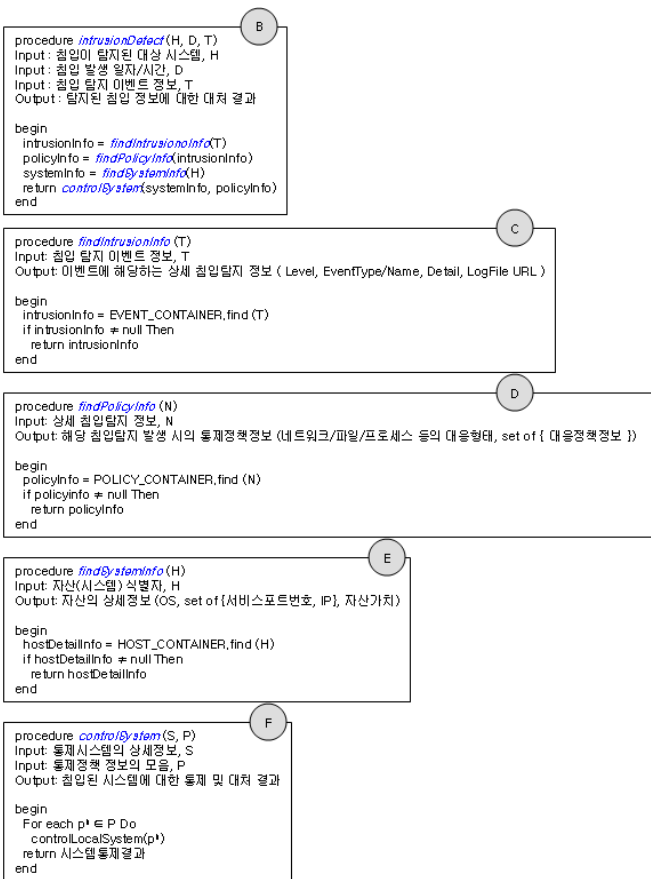 B
procedure intrusionDetect (H, D, T)
Input : 침입이 탐지된 대상 시스템, H
Input : 침입 발생 일자/시간, D
Input : 침입 탐지 이벤트 정보, T
Output : 탐지된 침입 정보에 대한 대처 결과
begin
intrusionInfo = findIntrusionoInfo(T)
policyInfo = findPolicyInfo(intrusionInfo)
systemInfo = findSystemInfo(H)
return controlSystem(systemInfo, policyInfo)
end
C
procedure findIntrusionInfo (T)
Input: 침입 탐지 이벤트 정보, T
Output: 이벤트에 해당하는 상세 침입탐지 정보 ( Level, EventType/Name, Detail, LogFile URL )
begin
intrusionInfo = EVENT_CONTAINER.find (T)
if intrusionInfo ≠ null Then
return intrusionInfo
end
D
procedure findPolicyInfo (N)
Input: 상세 침입탐지 정보, N
Output: 해당 침입탐지 발생 시의 통제정책정보 (네트워크/파일/프로세스 등의 대응형태, set of { 대응정책정보 })
begin
policyInfo = POLICY_CONTAINER.find (N)
if policyinfo ≠ null Then
return policyInfo
end
E
procedure findSystemInfo (H)
Input: 자산(시스템) 식별자, H
Output: 자산의 상세정보 (OS, set of {서비스포트번호, IP}, 자산가치)
begin
hostDetailInfo = HOST_CONTAINER.find (H)
if hostDetailInfo ≠ null Then
return hostDetailInfo
end
F
procedure controlSystem (S, P)
Input: 통제시스템의 상세정보, S
Input: 통제정책 정보의 모음, P
Output: 침입된 시스템에 대한 통제 및 대처 결과
begin
For each p' ∈ P Do
controlLocalSystem(p')
return 시스템통제결과
end